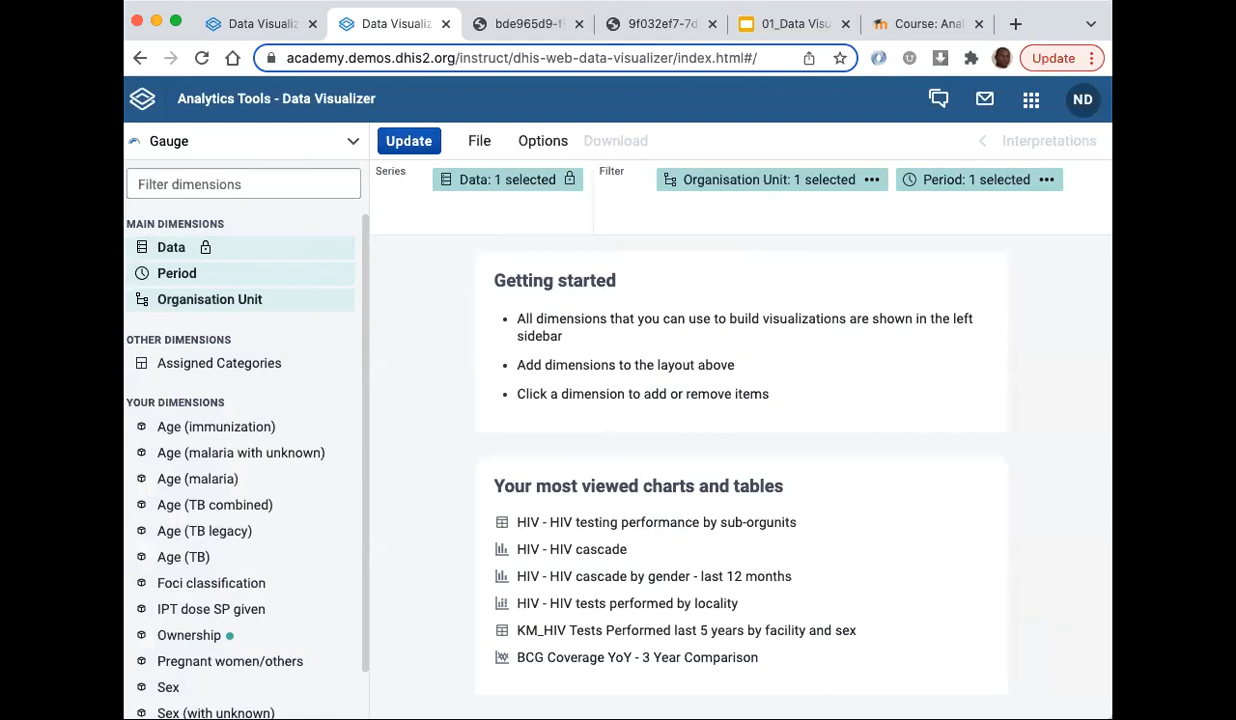 Data Visualiz
Data Visualiz
bde965d9-f
9f032ef7-7d
01_Data Visu
Course: Anal
academy.demos.dhis2.org/instruct/dhis-web-data-visualizer/index.html#/
Update
Analytics Tools - Data Visualizer
ND
Gauge
Update
File
Options
Download
Interpretations
Filter dimensions
Series
Data: 1 selected
Filter
Organisation Unit: 1 selected
Period: 1 selected
MAIN DIMENSIONS
Data
Period
Organisation Unit
OTHER DIMENSIONS
Assigned Categories
YOUR DIMENSIONS
Age (immunization)
Age (malaria with unknown)
Age (malaria)
Age (TB combined)
Age (TB legacy)
Age (TB)
Foci classification
IPT dose SP given
Ownership
Pregnant women/others
Sex
Sex (with unknown)
Getting started
All dimensions that you can use to build visualizations are shown in the left
sidebar
Add dimensions to the layout above
Click a dimension to add or remove items
Your most viewed charts and tables
HIV - HIV testing performance by sub-orgunits
HIV - HIV cascade
HIV - HIV cascade by gender - last 12 months
HIV - HIV tests performed by locality
KM_HIV Tests Performed last 5 years by facility and sex
BCG Coverage YoY - 3 Year Comparison